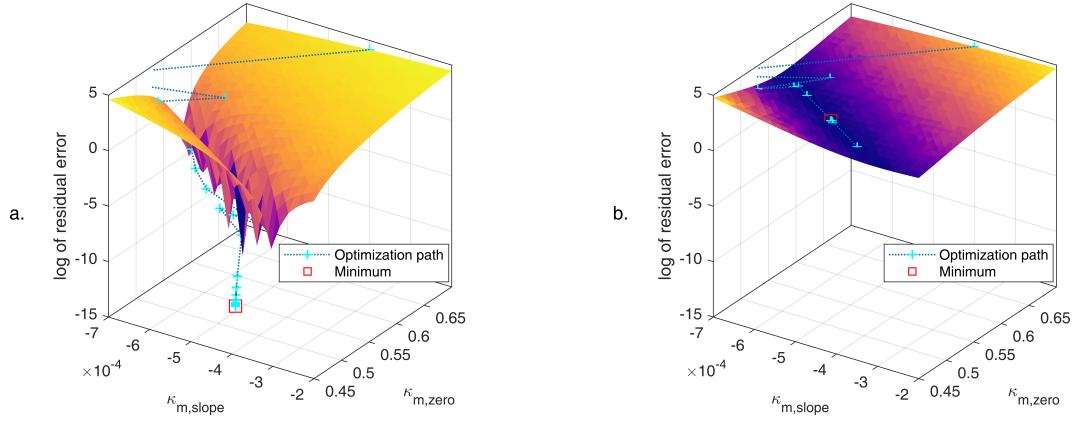 a.
log of residual error
5
0
-5
-10
-15
-7
-6
-5
-4
-3
-2
×10⁻⁴
κm,slope
0.45
0.5
0.55
0.6
0.65
κm,zero
Optimization path
Minimum
b.
log of residual error
5
0
-5
-10
-15
-7
-6
-5
-4
-3
-2
×10⁻⁴
κm,slope
0.45
0.5
0.55
0.6
0.65
κm,zero
Optimization path
Minimum